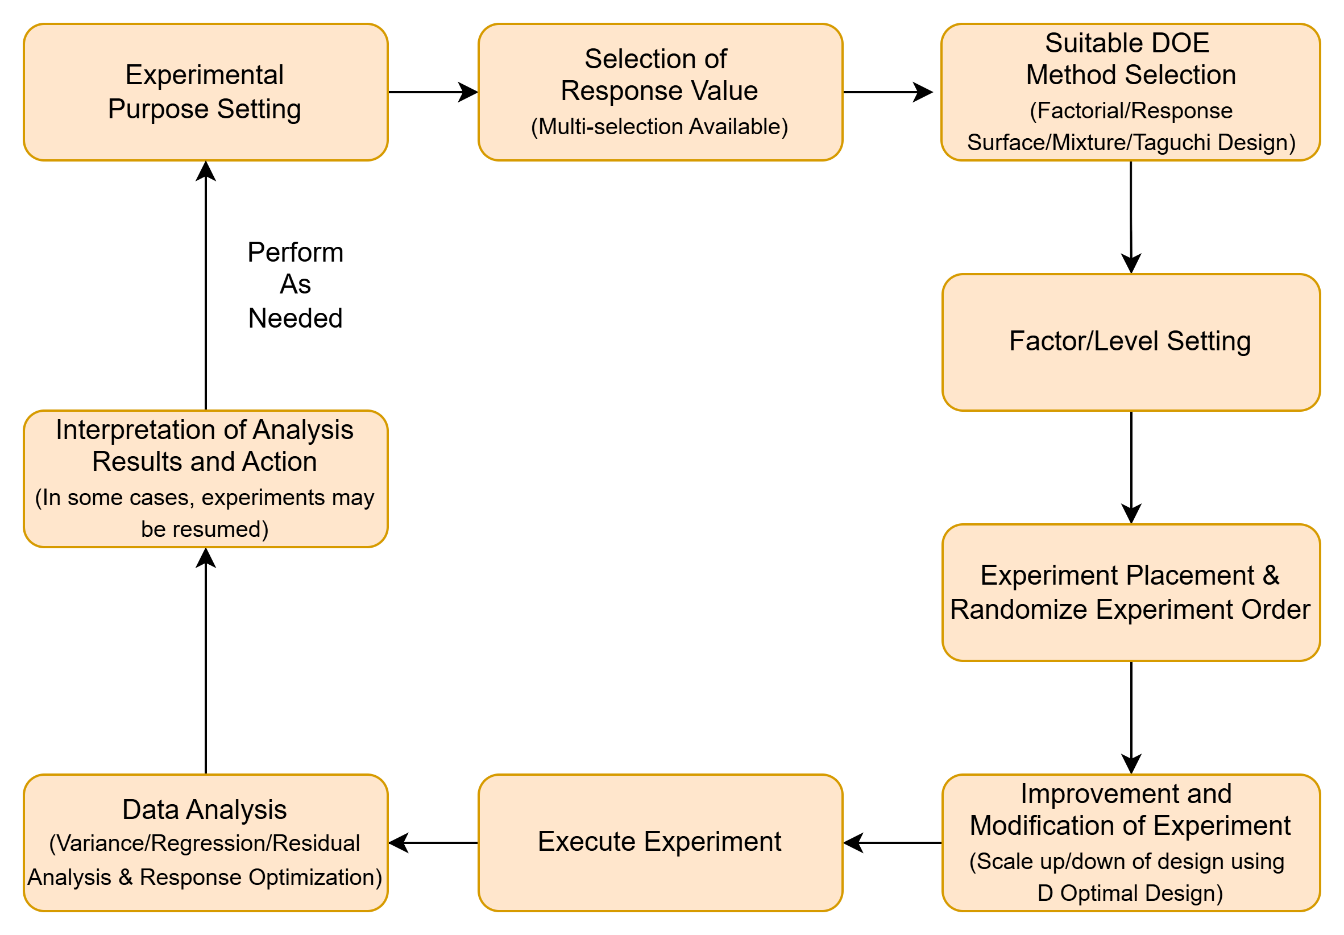 Experimental
Purpose Setting
Selection of
Response Value
(Multi-selection Available)
Suitable DOE
Method Selection
(Factorial/Response
Surface/Mixture/Taguchi Design)
Factor/Level Setting
Experiment Placement &
Randomize Experiment Order
Improvement and
Modification of Experiment
(Scale up/down of design using
D Optimal Design)
Execute Experiment
Data Analysis
(Variance/Regression/Residual
Analysis & Response Optimization)
Interpretation of Analysis
Results and Action
(In some cases, experiments may
be resumed)
Perform
As
Needed